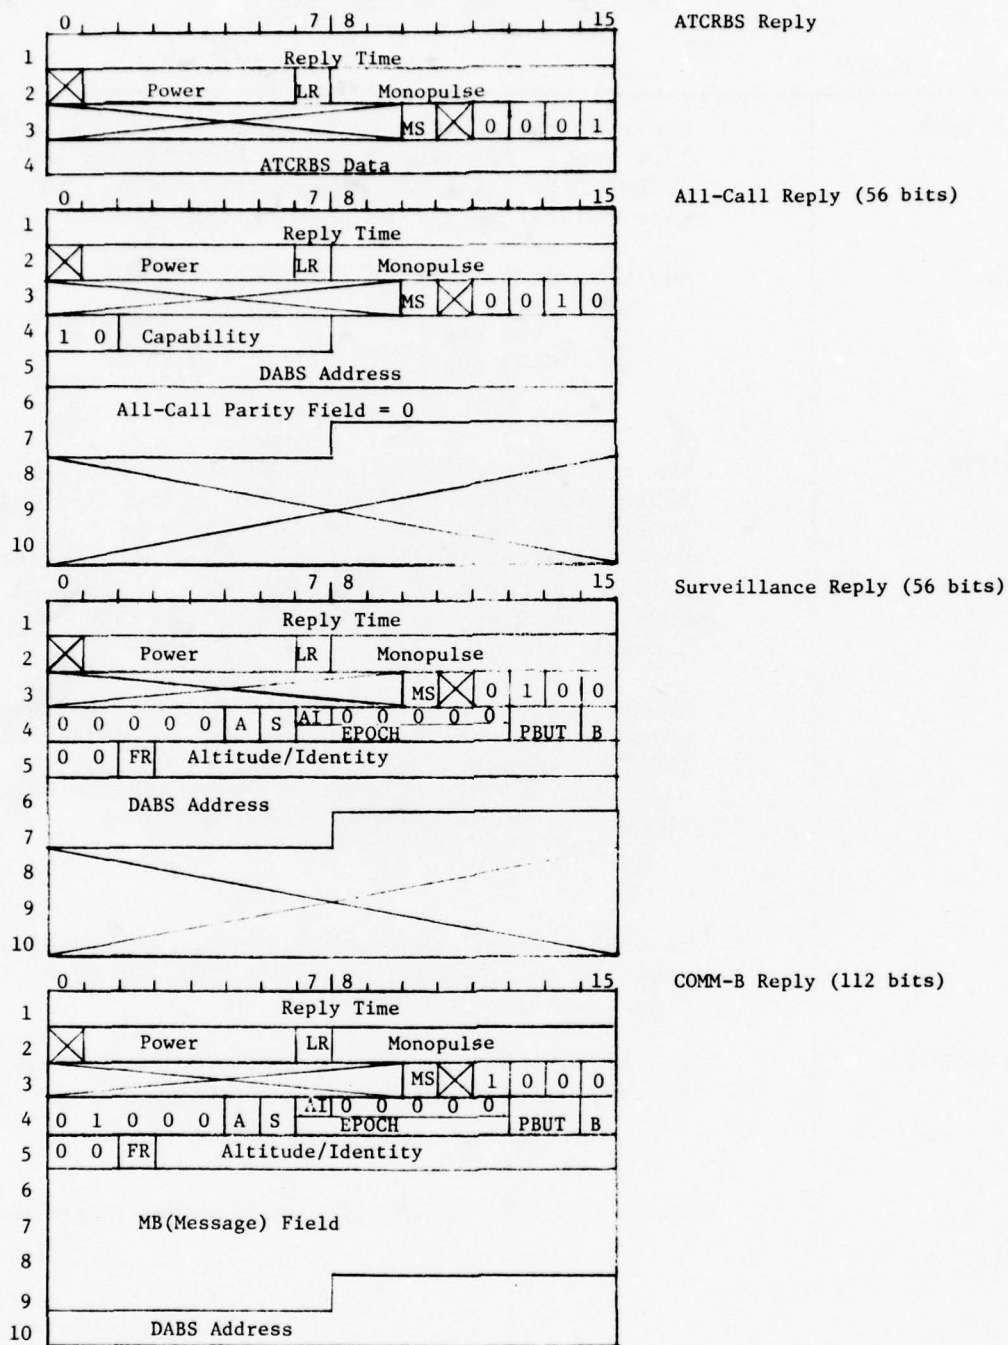 0 7 8 15 ATCRBS Reply
1 Reply Time
2 Power LR Monopulse
3 MS 0 0 0 1
4 ATCRBS Data
0 7 8 15 All-Call Reply (56 bits)
1 Reply Time
2 Power LR Monopulse
3 MS 0 0 1 0
4 1 0 Capability
5 DABS Address
6 All-Call Parity Field = 0
7
8
9
10
0 7 8 15 Surveillance Reply (56 bits)
1 Reply Time
2 Power LR Monopulse
3 MS 0 1 0 0
4 0 0 0 0 0 A S AI 0 0 0 0 0
EPOCH PBUT B
5 0 0 FR Altitude/Identity
6 DABS Address
7
8
9
10
0 7 8 15 COMM-B Reply (112 bits)
1 Reply Time
2 Power LR Monopulse
3 MS 1 0 0 0
4 0 1 0 0 0 A S AI 0 0 0 0 0
EPOCH PBUT B
5 0 0 FR Altitude/Identity
6
7 MB(Message) Field
8
9
10 DABS Address